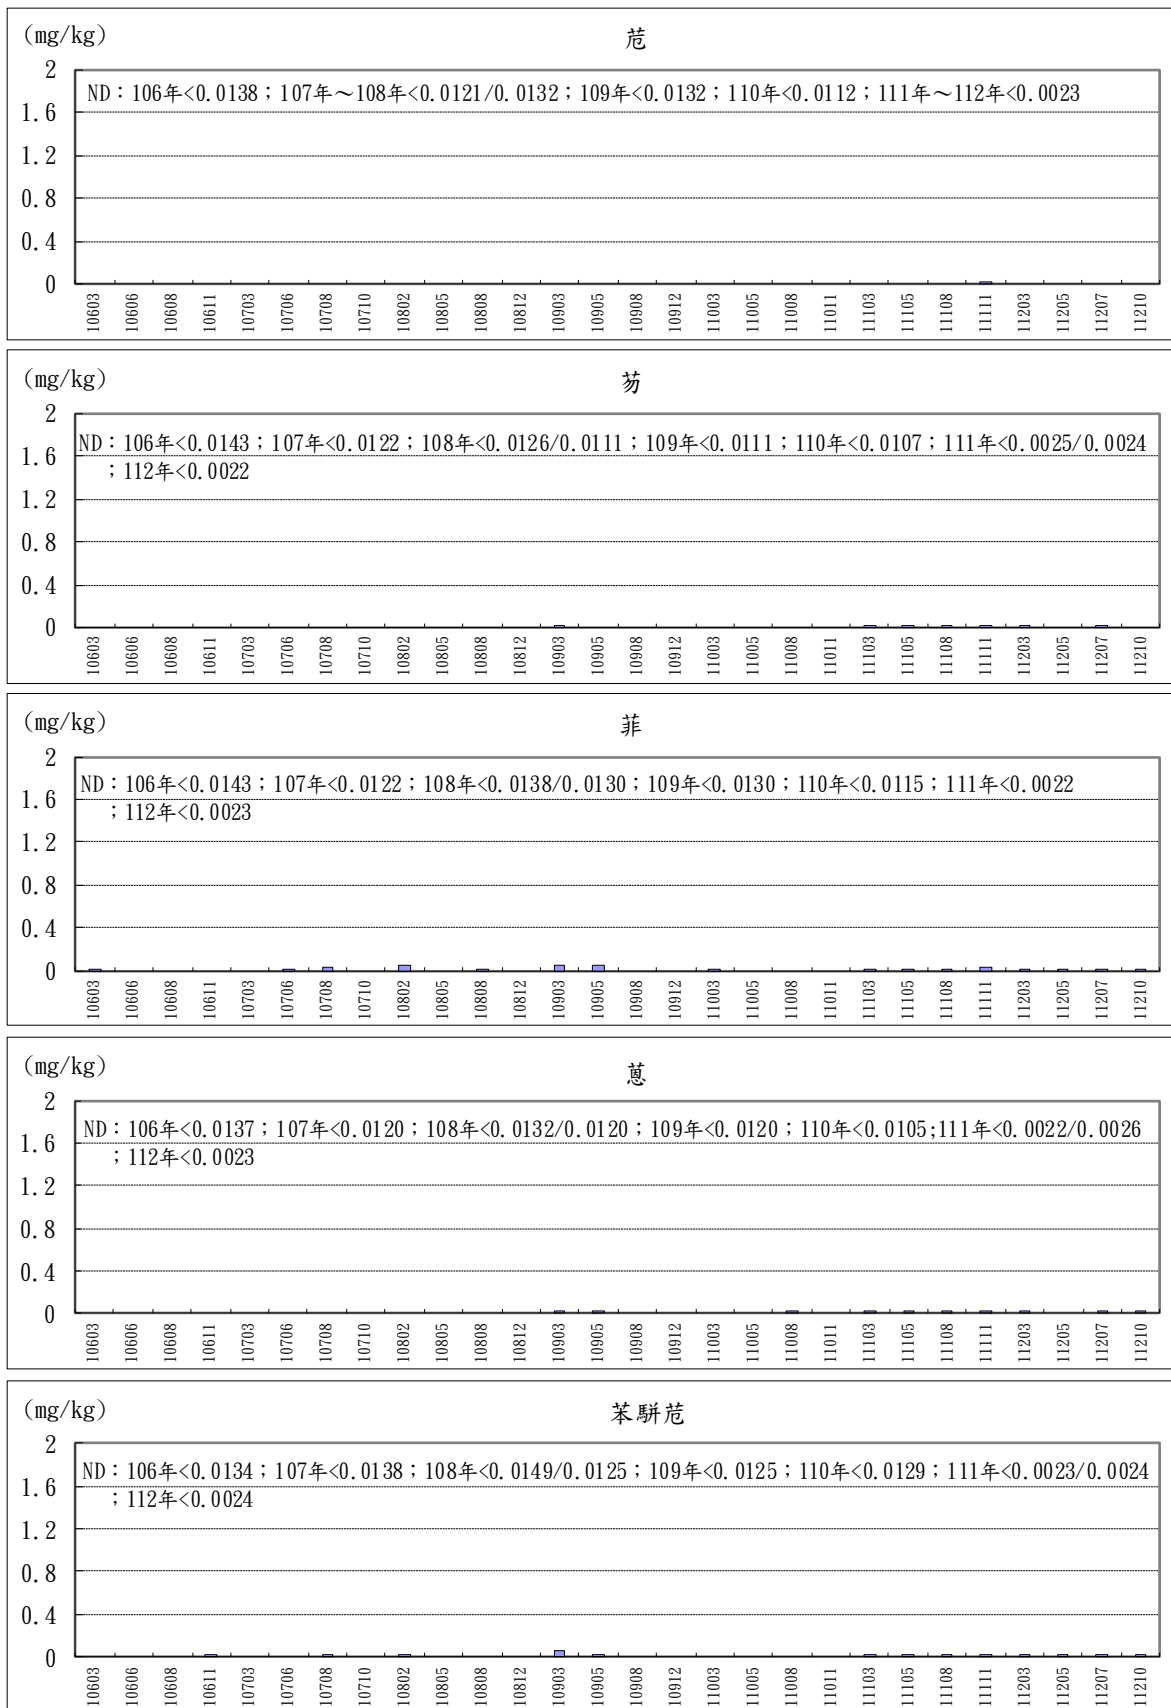 (mg/kg)
苊
2
ND：106年<0.0138；107年～108年<0.0121/0.0132；109年<0.0132；110年<0.0112；111年～112年<0.0023
1.6
1.2
0.8
0.4
0
10603 10606 10608 10611 10703 10706 10708 10710 10802 10805 10808 10812 10903 10905 10908 10912 11003 11005 11008 11011 11103 11105 11108 11111 11203 11205 11207 11210
(mg/kg)
芴
2
ND：106年<0.0143；107年<0.0122；108年<0.0126/0.0111；109年<0.0111；110年<0.0107；111年<0.0025/0.0024
1.6
；112年<0.0022
1.2
0.8
0.4
0
10603 10606 10608 10611 10703 10706 10708 10710 10802 10805 10808 10812 10903 10905 10908 10912 11003 11005 11008 11011 11103 11105 11108 11111 11203 11205 11207 11210
(mg/kg)
菲
2
ND：106年<0.0143；107年<0.0122；108年<0.0138/0.0130；109年<0.0130；110年<0.0115；111年<0.0022
1.6
；112年<0.0023
1.2
0.8
0.4
0
10603 10606 10608 10611 10703 10706 10708 10710 10802 10805 10808 10812 10903 10905 10908 10912 11003 11005 11008 11011 11103 11105 11108 11111 11203 11205 11207 11210
(mg/kg)
蒽
2
ND：106年<0.0137；107年<0.0120；108年<0.0132/0.0120；109年<0.0120；110年<0.0105;111年<0.0022/0.0026
1.6
；112年<0.0023
1.2
0.8
0.4
0
10603 10606 10608 10611 10703 10706 10708 10710 10802 10805 10808 10812 10903 10905 10908 10912 11003 11005 11008 11011 11103 11105 11108 11111 11203 11205 11207 11210
(mg/kg)
苯駢苊
2
ND：106年<0.0134；107年<0.0138；108年<0.0149/0.0125；109年<0.0125；110年<0.0129；111年<0.0023/0.0024
1.6
；112年<0.0024
1.2
0.8
0.4
0
10603 10606 10608 10611 10703 10706 10708 10710 10802 10805 10808 10812 10903 10905 10908 10912 11003 11005 11008 11011 11103 11105 11108 11111 11203 11205 11207 11210